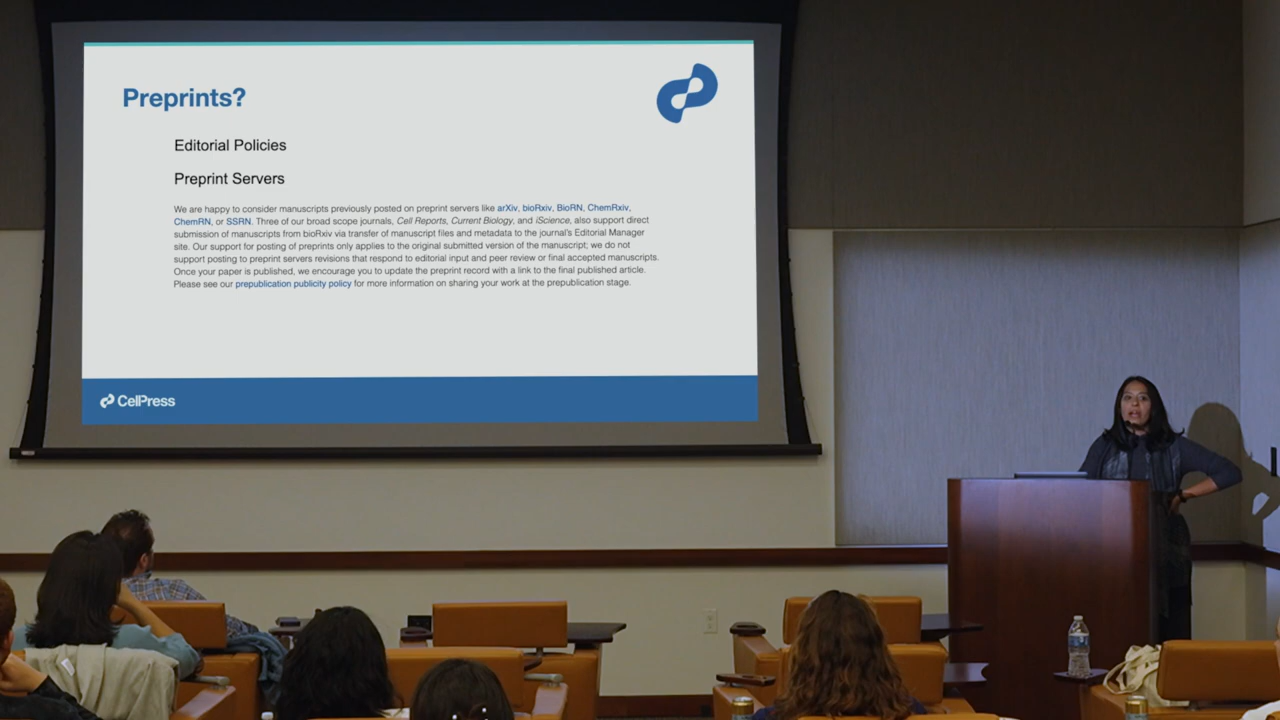 Preprints?
Editorial Policies
Preprint Servers
We are happy to consider manuscripts previously posted on preprint servers like arXiv, bioRxiv, BioRN, ChemRxiv,
ChemRN, or SSRN. Three of our broad scope journals, Cell Reports, Current Biology, and iScience, also support direct
submission of manuscripts from bioRxiv via transfer of manuscript files and metadata to the journal's Editorial Manager
site. Our support for posting of preprints only applies to the original submitted version of the manuscript; we do not
support posting to preprint servers revisions that respond to editorial input and peer review or final accepted manuscripts.
Once your paper is published, we encourage you to update the preprint record with a link to the final published article.
Please see our prepublication publicity policy for more information on sharing your work at the prepublication stage.
CellPress